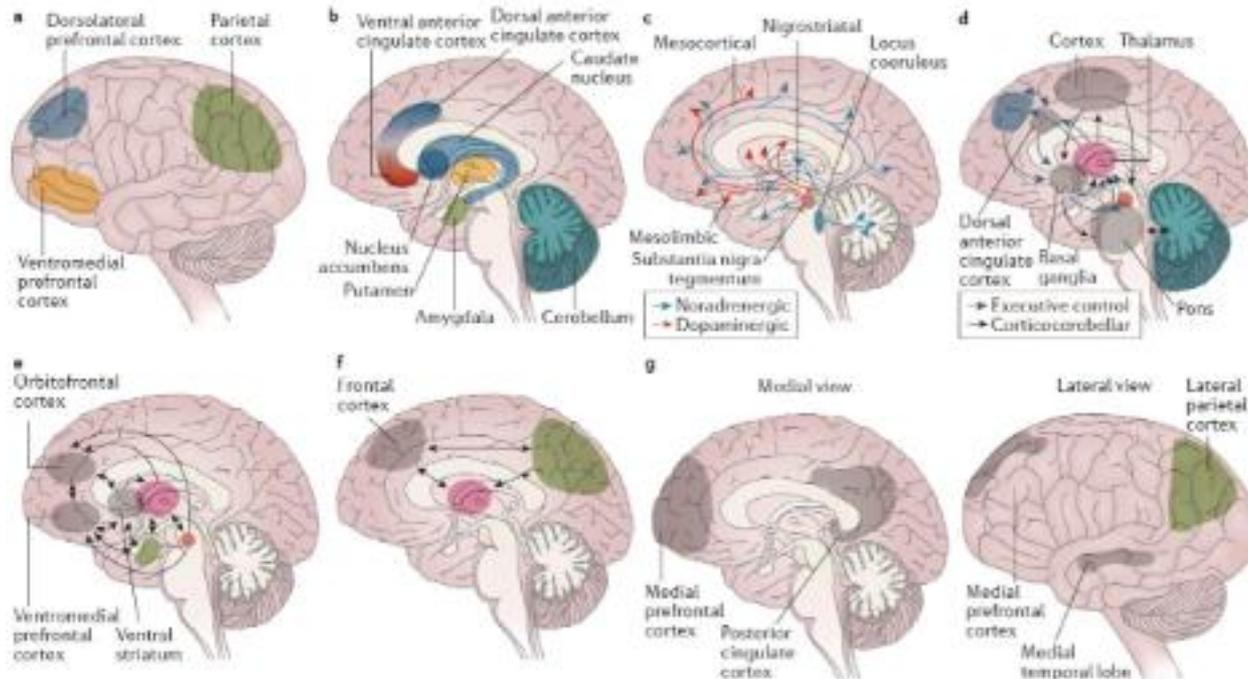 a
Dorsolateral
prefrontal cortex
Parietal
cortex
Ventromedial
prefrontal
cortex
b
Ventral anterior
cingulate cortex
Dorsal anterior
cingulate cortex
Caudate
nucleus
Nucleus
accumbens
Putamen
Amygdala
Cerebellum
c
Mesocortical
Nigrostriatal
Locus
coeruleus
Mesolimbic
Substantia nigra
tegmentum
Noradrenergic
Dopaminergic
d
Cortex
Thalamus
Dorsal
anterior
cingulate
cortex
Basal
ganglia
Pons
Executive control
Corticocerebellar
e
Orbitofrontal
cortex
Ventromedial
prefrontal
cortex
Ventral
striatum
f
Frontal
cortex
g
Medial view
Medial
prefrontal
cortex
Posterior
cingulate
cortex
Lateral view
Lateral
parietal
cortex
Medial
prefrontal
cortex
Medial
temporal lobe